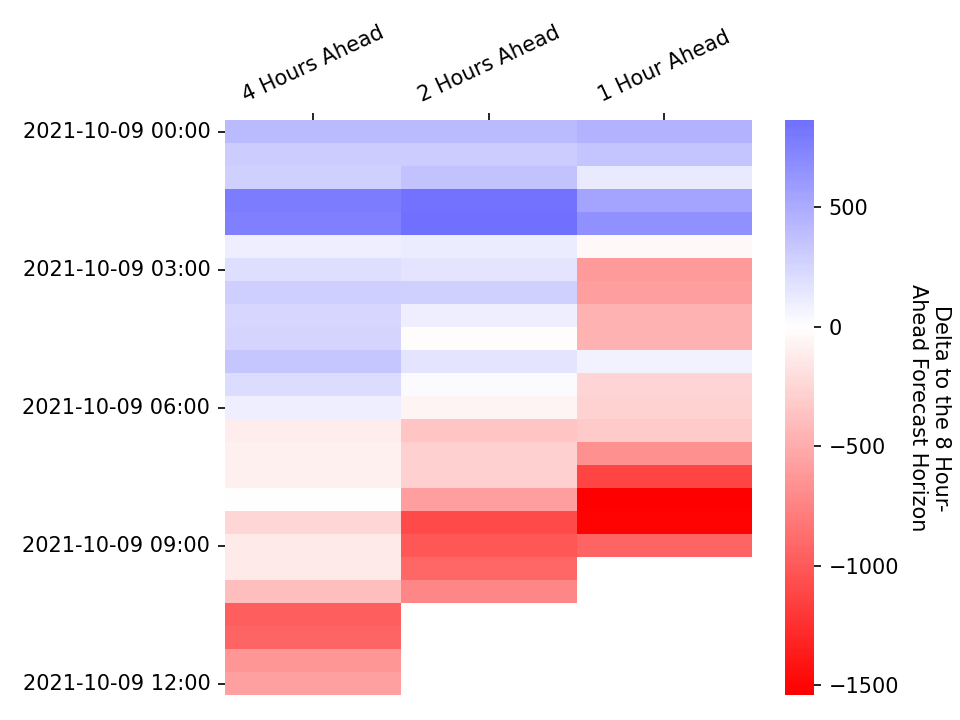 4 Hours Ahead
2 Hours Ahead
1 Hour Ahead
2021-10-09 00:00
2021-10-09 03:00
2021-10-09 06:00
2021-10-09 09:00
2021-10-09 12:00
500
0
−500
−1000
−1500
Delta to the 8 Hour-
Ahead Forecast Horizon